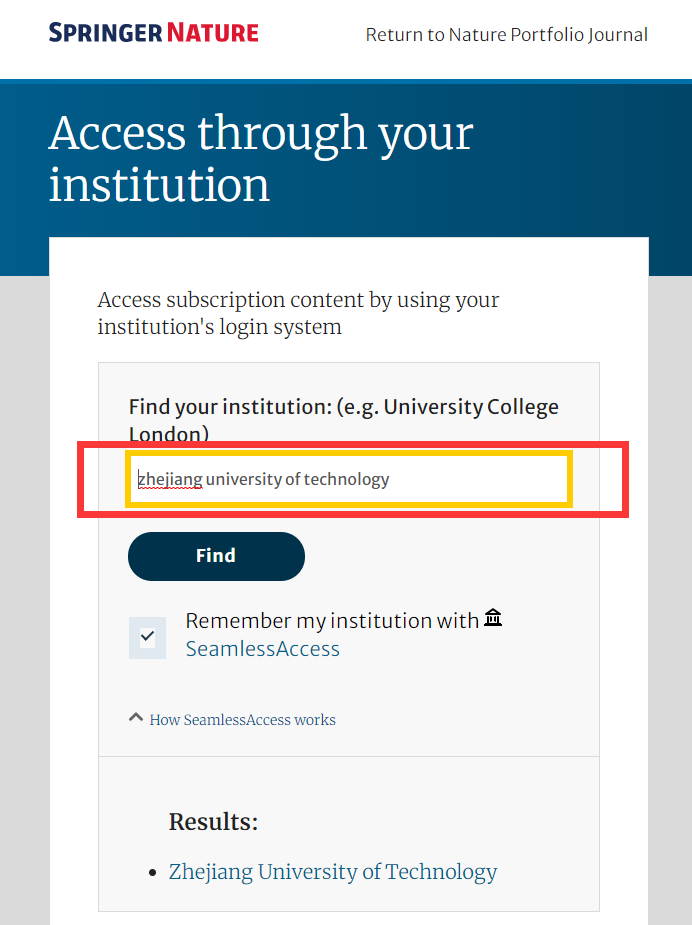 SPRINGER NATURE
Return to Nature Portfolio Journal
Access through your
institution
Access subscription content by using your
institution's login system
Find your institution: (e.g. University College
London)
zhejiang university of technology
Find
Remember my institution with
SeamlessAccess
How SeamlessAccess works
Results:
• Zhejiang University of Technology